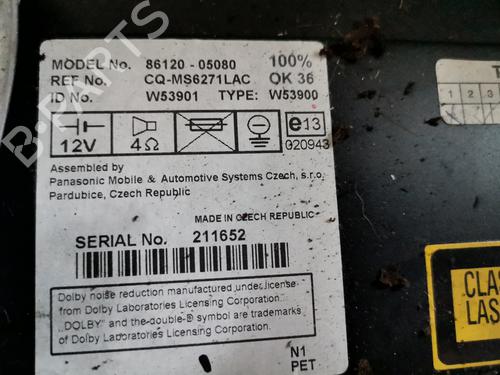 MODEL No. 86120 - 05080 100%
REF No. CQ-MS6271LAC OK 36
ID No. W53901 TYPE: W53900
12V 4Ω e13
020943
Assembled by
Panasonic Mobile & Automotive Systems Czech, s.r.o.
Pardubice, Czech Republic
MADE IN CZECH REPUBLIC
SERIAL No. 211652
Dolby noise reduction manufactured under license
from Dolby Laboratories Licensing Corporation.
"DOLBY" and the double-D symbol are trademarks
of Dolby Laboratories Licensing Corporation.
N1
PET
T
1 2 3
CLAS
LAS
B-PARTS